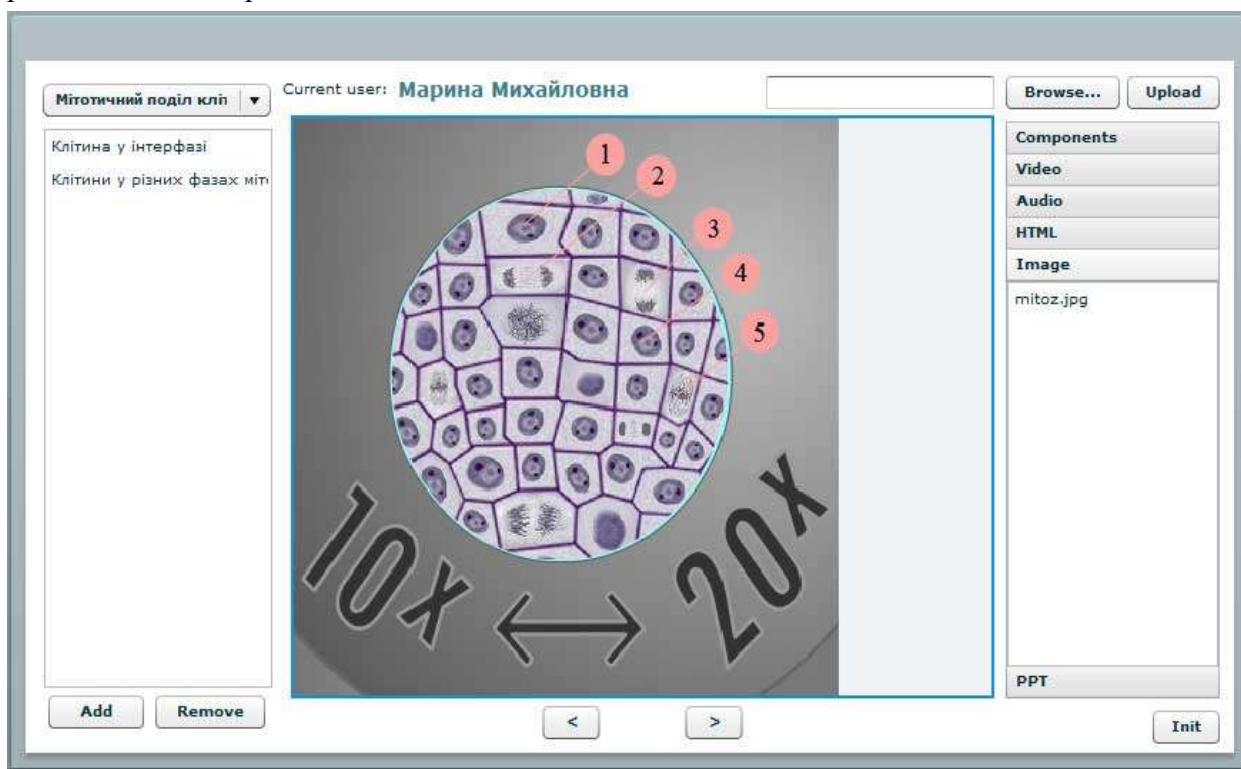 Мітотичний поділ кліп
Current user: Марина Михайловна
Browse...
Upload
Клітина у інтерфазі
Клітини у різних фазах міт
1
2
3
4
5
10x
20x
Components
Video
Audio
HTML
Image
mitoz.jpg
PPT
Add
Remove
<
>
Init